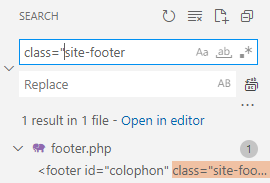 SEARCH
class="site-footer
Aa ab .*
Replace
AB
1 result in 1 file - Open in editor
footer.php 1
<footer id="colophon" class="site-foo...